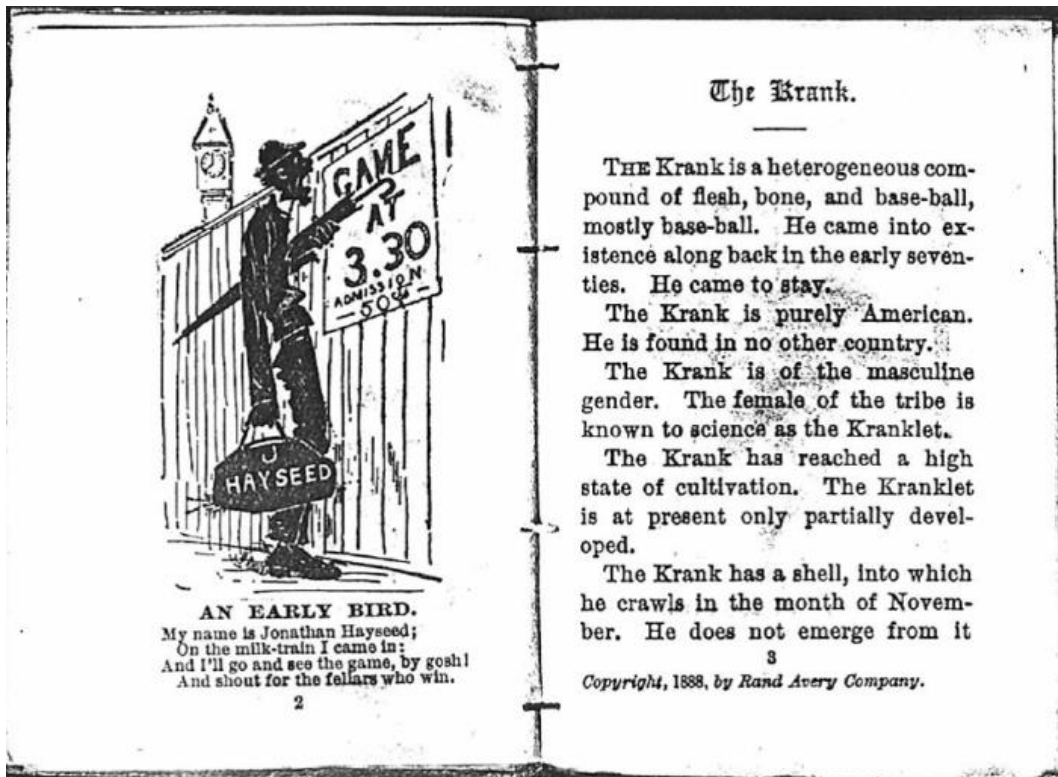 GAME
AT
3.30
ADMISSION
— 50¢ —
HAYSEED
AN EARLY BIRD.
My name is Jonathan Hayseed;
On the milk-train I came in:
And I'll go and see the game, by gosh!
And shout for the fellars who win.
2
The Krank.
THE Krank is a heterogeneous com-
pound of flesh, bone, and base-ball,
mostly base-ball. He came into ex-
istence along back in the early seven-
ties. He came to stay.
The Krank is purely American.
He is found in no other country.
The Krank is of the masculine
gender. The female of the tribe is
known to science as the Kranklet.
The Krank has reached a high
state of cultivation. The Kranklet
is at present only partially devel-
oped.
The Krank has a shell, into which
he crawls in the month of Novem-
ber. He does not emerge from it
3
Copyright, 1888, by Rand Avery Company.